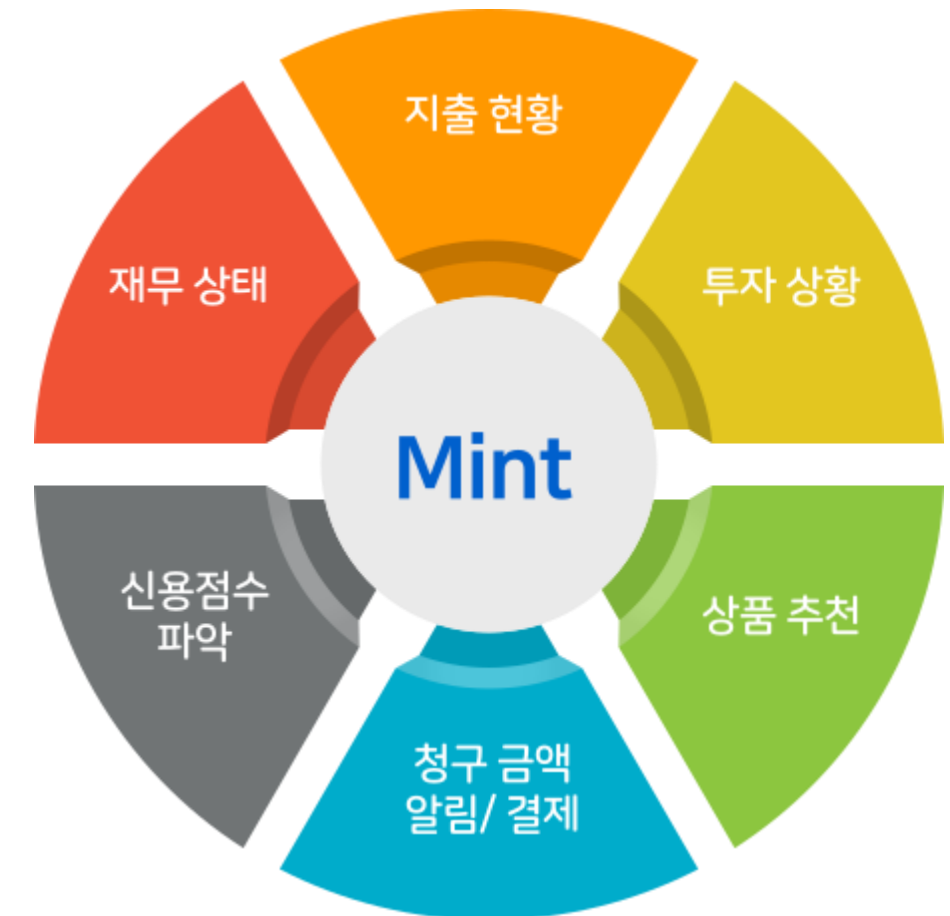 지출 현황
재무 상태
투자 상황
Mint
신용점수
파악
상품 추천
청구 금액
알림/ 결제